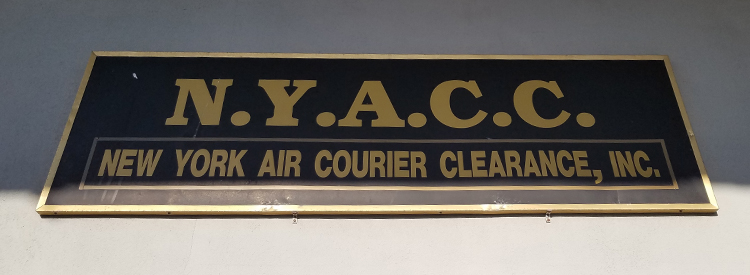 N.Y.A.C.C.
NEW YORK AIR COURIER CLEARANCE, INC.